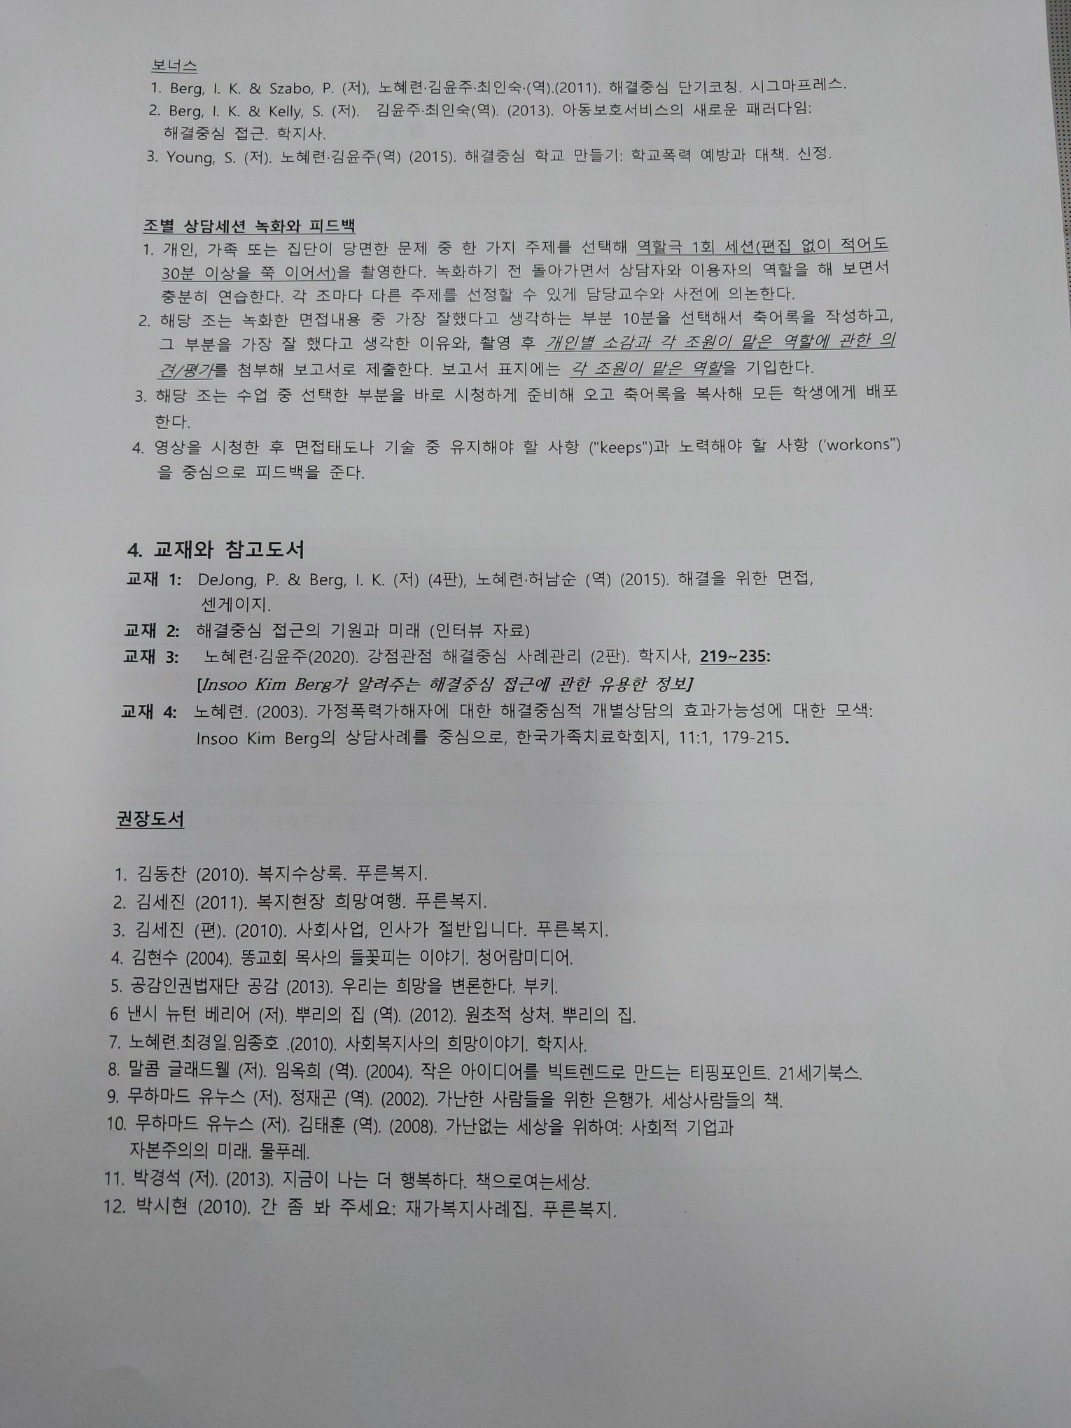 보너스
1. Berg, I. K. & Szabo, P. (저), 노혜련·김윤주·최인숙·(역).(2011). 해결중심 단기코칭. 시그마프레스.
2. Berg, I. K. & Kelly, S. (저). 김윤주·최인숙(역). (2013). 아동보호서비스의 새로운 패러다임:
해결중심 접근. 학지사.
3. Young, S. (저). 노혜련·김윤주(역) (2015). 해결중심 학교 만들기: 학교폭력 예방과 대책. 신정.
조별 상담세션 녹화와 피드백
1. 개인, 가족 또는 집단이 당면한 문제 중 한 가지 주제를 선택해 역할극 1회 세션(편집 없이 적어도
30분 이상을 쭉 이어서)을 촬영한다. 녹화하기 전 돌아가면서 상담자와 이용자의 역할을 해 보면서
충분히 연습한다. 각 조마다 다른 주제를 선정할 수 있게 담당교수와 사전에 의논한다.
2. 해당 조는 녹화한 면접내용 중 가장 잘했다고 생각하는 부분 10분을 선택해서 축어록을 작성하고,
그 부분을 가장 잘 했다고 생각한 이유와, 촬영 후 개인별 소감과 각 조원이 맡은 역할에 관한 의
견/평가를 첨부해 보고서로 제출한다. 보고서 표지에는 각 조원이 맡은 역할을 기입한다.
3. 해당 조는 수업 중 선택한 부분을 바로 시청하게 준비해 오고 축어록을 복사해 모든 학생에게 배포
한다.
4. 영상을 시청한 후 면접태도나 기술 중 유지해야 할 사항 ("keeps")과 노력해야 할 사항 ('workons")
을 중심으로 피드백을 준다.
4. 교재와 참고도서
교재 1: DeJong, P. & Berg, I. K. (저) (4판), 노혜련·허남순 (역) (2015). 해결을 위한 면접,
센게이지.
교재 2: 해결중심 접근의 기원과 미래 (인터뷰 자료)
교재 3: 노혜련·김윤주(2020). 강점관점 해결중심 사례관리 (2판). 학지사, 219~235:
[Insoo Kim Berg가 알려주는 해결중심 접근에 관한 유용한 정보]
교재 4: 노혜련. (2003). 가정폭력가해자에 대한 해결중심적 개별상담의 효과가능성에 대한 모색:
Insoo Kim Berg의 상담사례를 중심으로, 한국가족치료학회지, 11:1, 179-215.
권장도서
1. 김동찬 (2010). 복지수상록. 푸른복지.
2. 김세진 (2011). 복지현장 희망여행. 푸른복지.
3. 김세진 (편). (2010). 사회사업, 인사가 절반입니다. 푸른복지.
4. 김현수 (2004). 똥교회 목사의 들꽃피는 이야기. 청어람미디어.
5. 공감인권법재단 공감 (2013). 우리는 희망을 변론한다. 부키.
6 낸시 뉴턴 베리어 (저). 뿌리의 집 (역). (2012). 원초적 상처. 뿌리의 집.
7. 노혜련.최경일.임종호 .(2010). 사회복지사의 희망이야기. 학지사.
8. 말콤 글래드웰 (저). 임옥희 (역). (2004). 작은 아이디어를 빅트렌드로 만드는 티핑포인트. 21세기북스.
9. 무하마드 유누스 (저). 정재곤 (역). (2002). 가난한 사람들을 위한 은행가. 세상사람들의 책.
10. 무하마드 유누스 (저). 김태훈 (역). (2008). 가난없는 세상을 위하여: 사회적 기업과
자본주의의 미래. 물푸레.
11. 박경석 (저). (2013). 지금이 나는 더 행복하다. 책으로여는세상.
12. 박시현 (2010). 간 좀 봐 주세요: 재가복지사례집. 푸른복지.